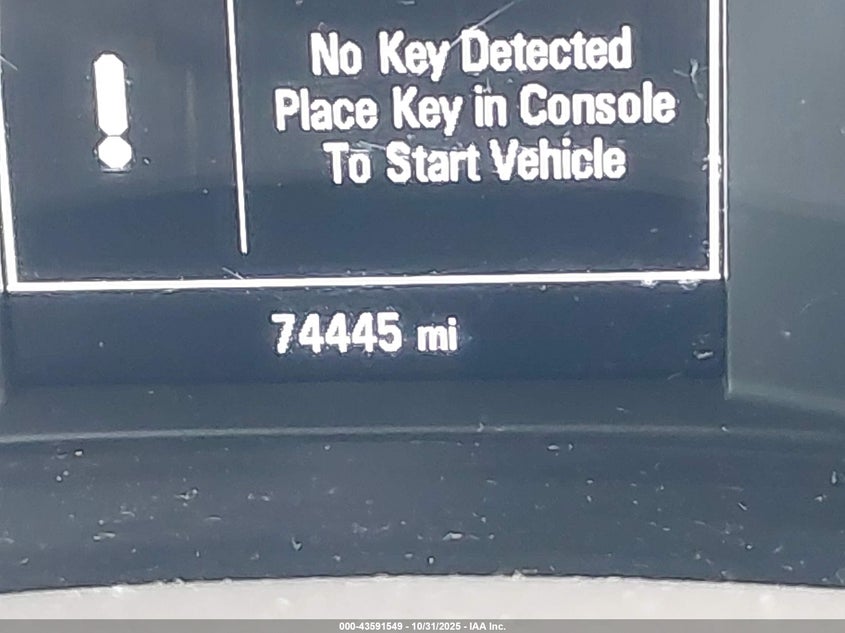 No Key Detected
Place Key in Console
To Start Vehicle
74445 mi
000-43591549 - 10/31/2025 - IAA Inc.